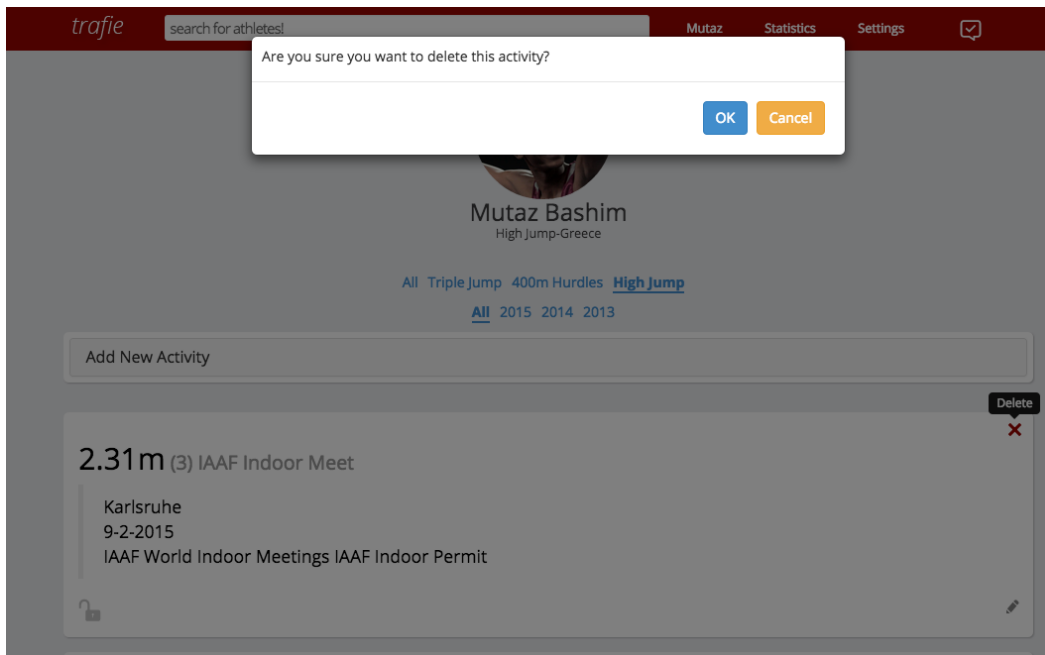 trafie search for athletes! Mutaz Statistics Settings
Are you sure you want to delete this activity?
OK Cancel
Mutaz Bashim
High Jump-Greece
All Triple Jump 400m Hurdles High Jump
All 2015 2014 2013
Add New Activity
Delete
2.31m (3) IAAF Indoor Meet
Karlsruhe
9-2-2015
IAAF World Indoor Meetings IAAF Indoor Permit